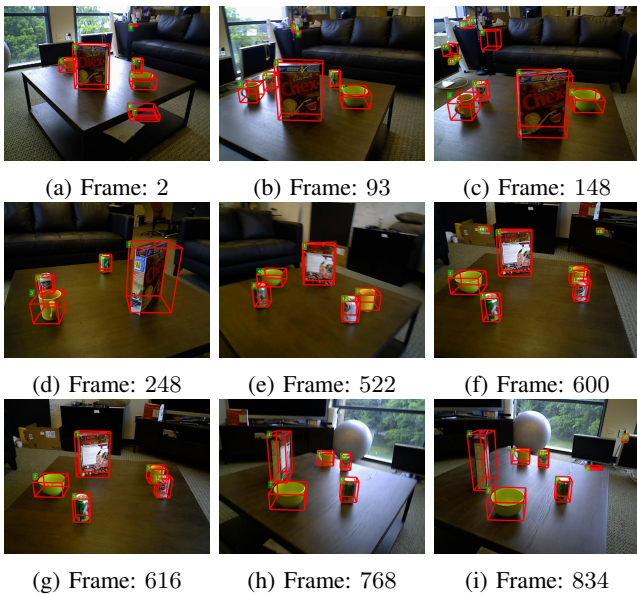 Chex
Chex
Chex
(a) Frame: 2
(b) Frame: 93
(c) Frame: 148
(d) Frame: 248
(e) Frame: 522
(f) Frame: 600
(g) Frame: 616
(h) Frame: 768
(i) Frame: 834